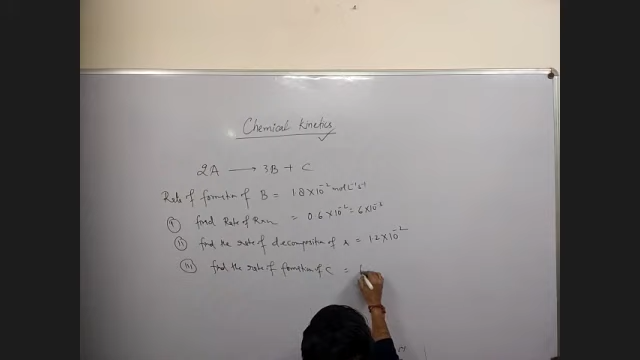 Chemical Kinetics
2A → 3B + C
Rate of formation of B = 1.8×10⁻² mol L⁻¹ s⁻¹
(i) find Rate of Rxn = 0.6×10⁻² = 6×10⁻³
(ii) find the rate of decomposition of A = 1.2×10⁻²
(iii) find the rate of formation of C =